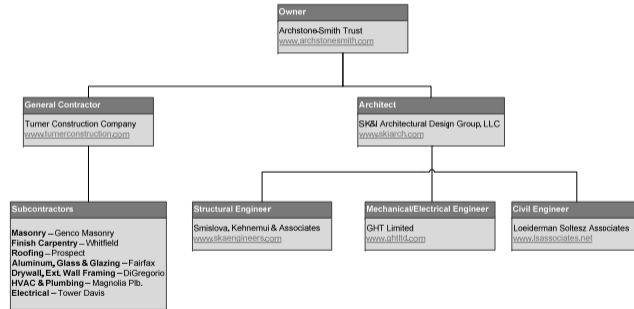 Owner
Archstone-Smith Trust
www.archstonesmith.com
General Contractor
Turner Construction Company
www.turnerconstruction.com
Architect
SK&I Architectural Design Group, LLC
www.skiarch.com
Subcontractors
Masonry – Genco Masonry
Finish Carpentry – Whitfield
Roofing – Prospect
Aluminum, Glass & Glazing – Fairfax
Drywall, Ext. Wall Framing – DiGregorio
HVAC & Plumbing – Magnolia Plb.
Electrical – Tower Davis
Structural Engineer
Smislova, Kehnemui & Associates
www.skaengineers.com
Mechanical/Electrical Engineer
GHT Limited
www.ghtltd.com
Civil Engineer
Loeiderman Soltesz Associates
www.lsassociates.net